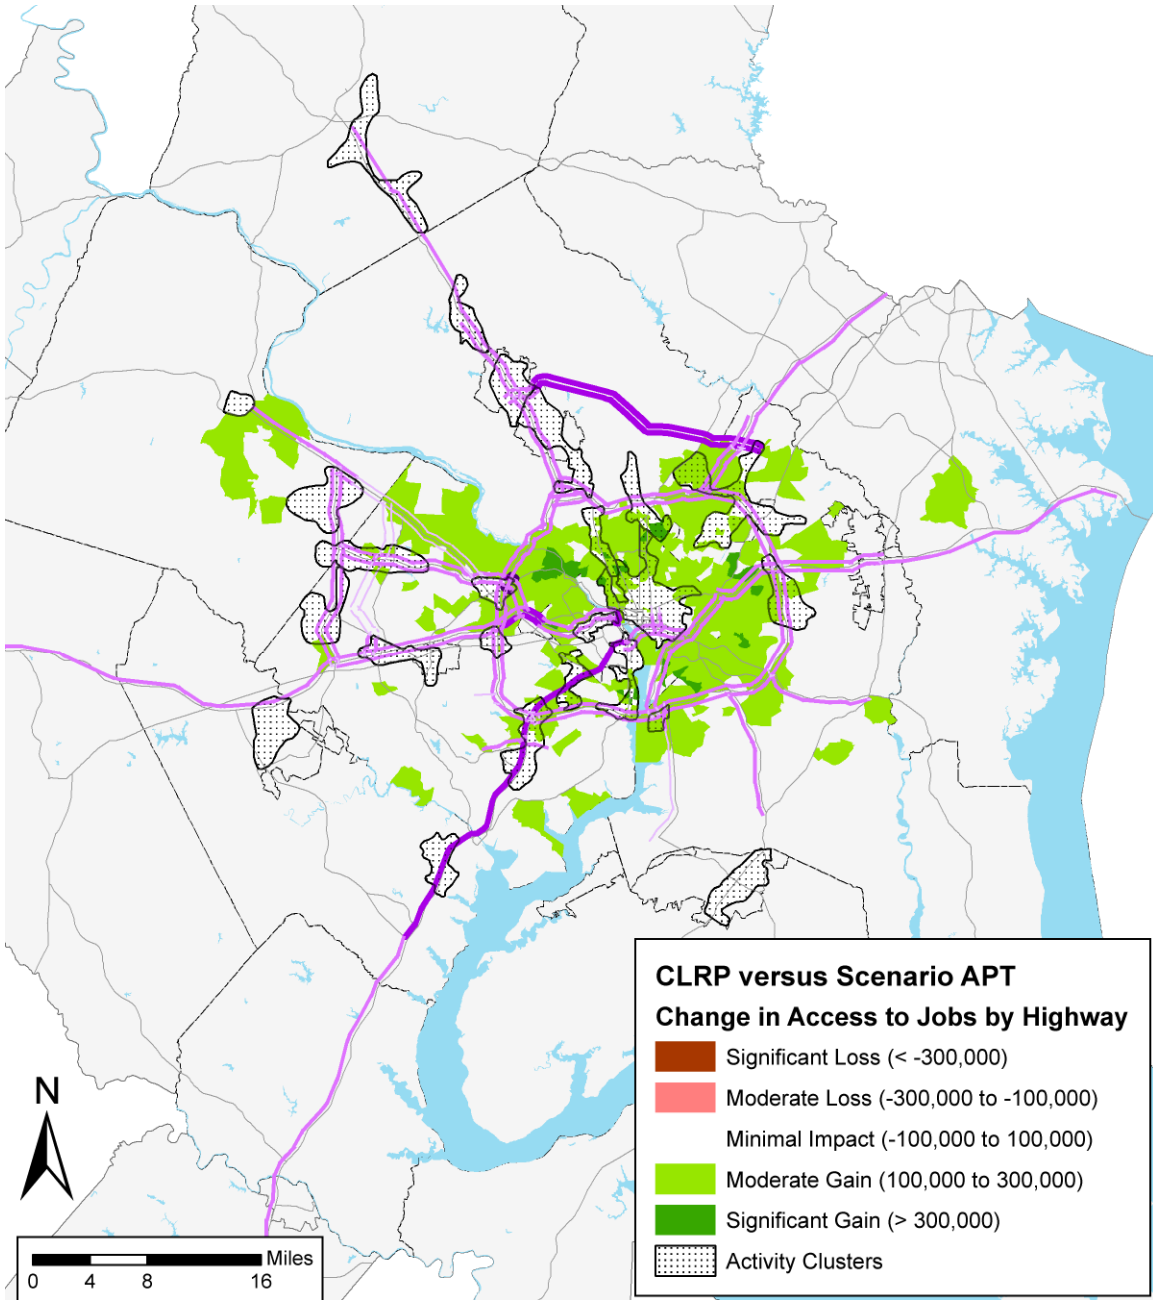 CLRP versus Scenario APT
Change in Access to Jobs by Highway
Significant Loss (< -300,000)
Moderate Loss (-300,000 to -100,000)
Minimal Impact (-100,000 to 100,000)
Moderate Gain (100,000 to 300,000)
Significant Gain (> 300,000)
Activity Clusters
N
Miles
0 4 8 16